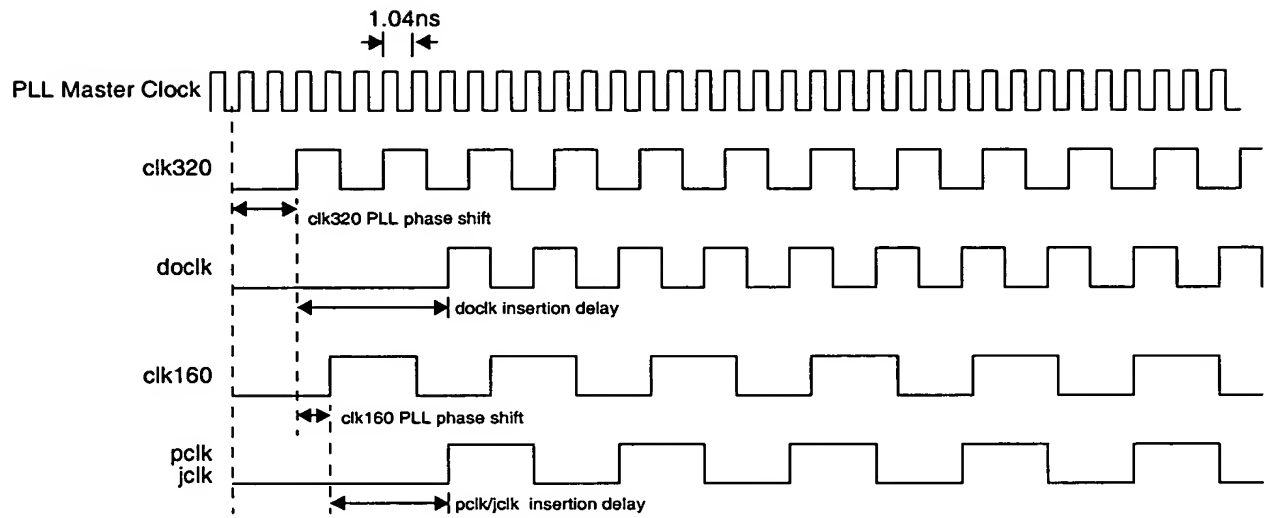 1.04ns
PLL Master Clock
clk320
clk320 PLL phase shift
doclk
doclk insertion delay
clk160
clk160 PLL phase shift
pclk
jclk
pclk/jclk insertion delay